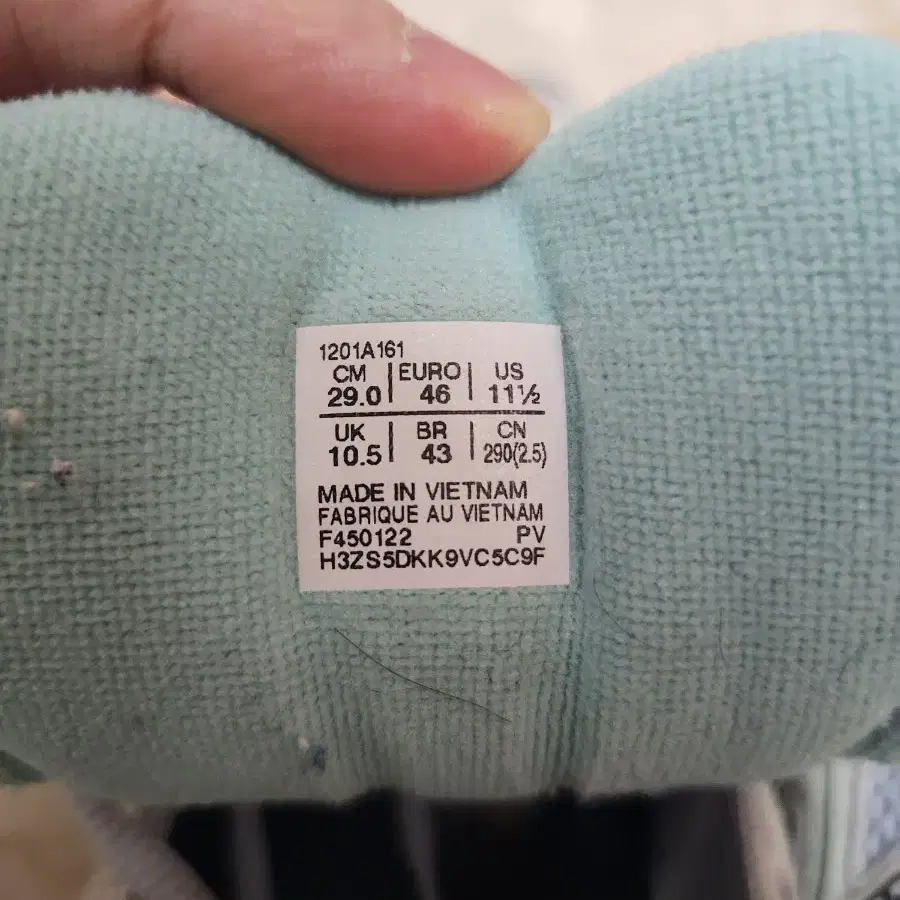 1201A161
CM | EURO | US
29.0 | 46 | 11½
UK | BR | CN
10.5 | 43 | 290(2.5)
MADE IN VIETNAM
FABRIQUE AU VIETNAM
F450122 PV
H3ZS5DKK9VC5C9F